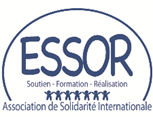 ESSOR
Soutien - Formation - Réalisation
Association de Solidarité Internationale